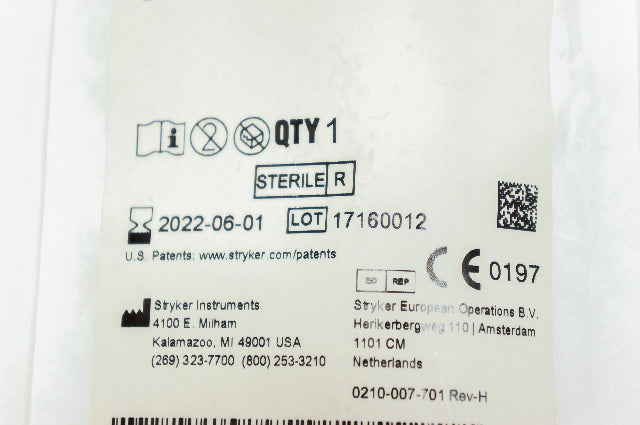 QTY 1
STERILE R
2022-06-01 LOT 17160012
U.S. Patents: www.stryker.com/patents
0197
REP
Stryker Instruments
4100 E. Milham
Kalamazoo, MI 49001 USA
(269) 323-7700 (800) 253-3210
Stryker European Operations B.V.
Herikerbergweg 110 | Amsterdam
1101 CM
Netherlands
0210-007-701 Rev-H